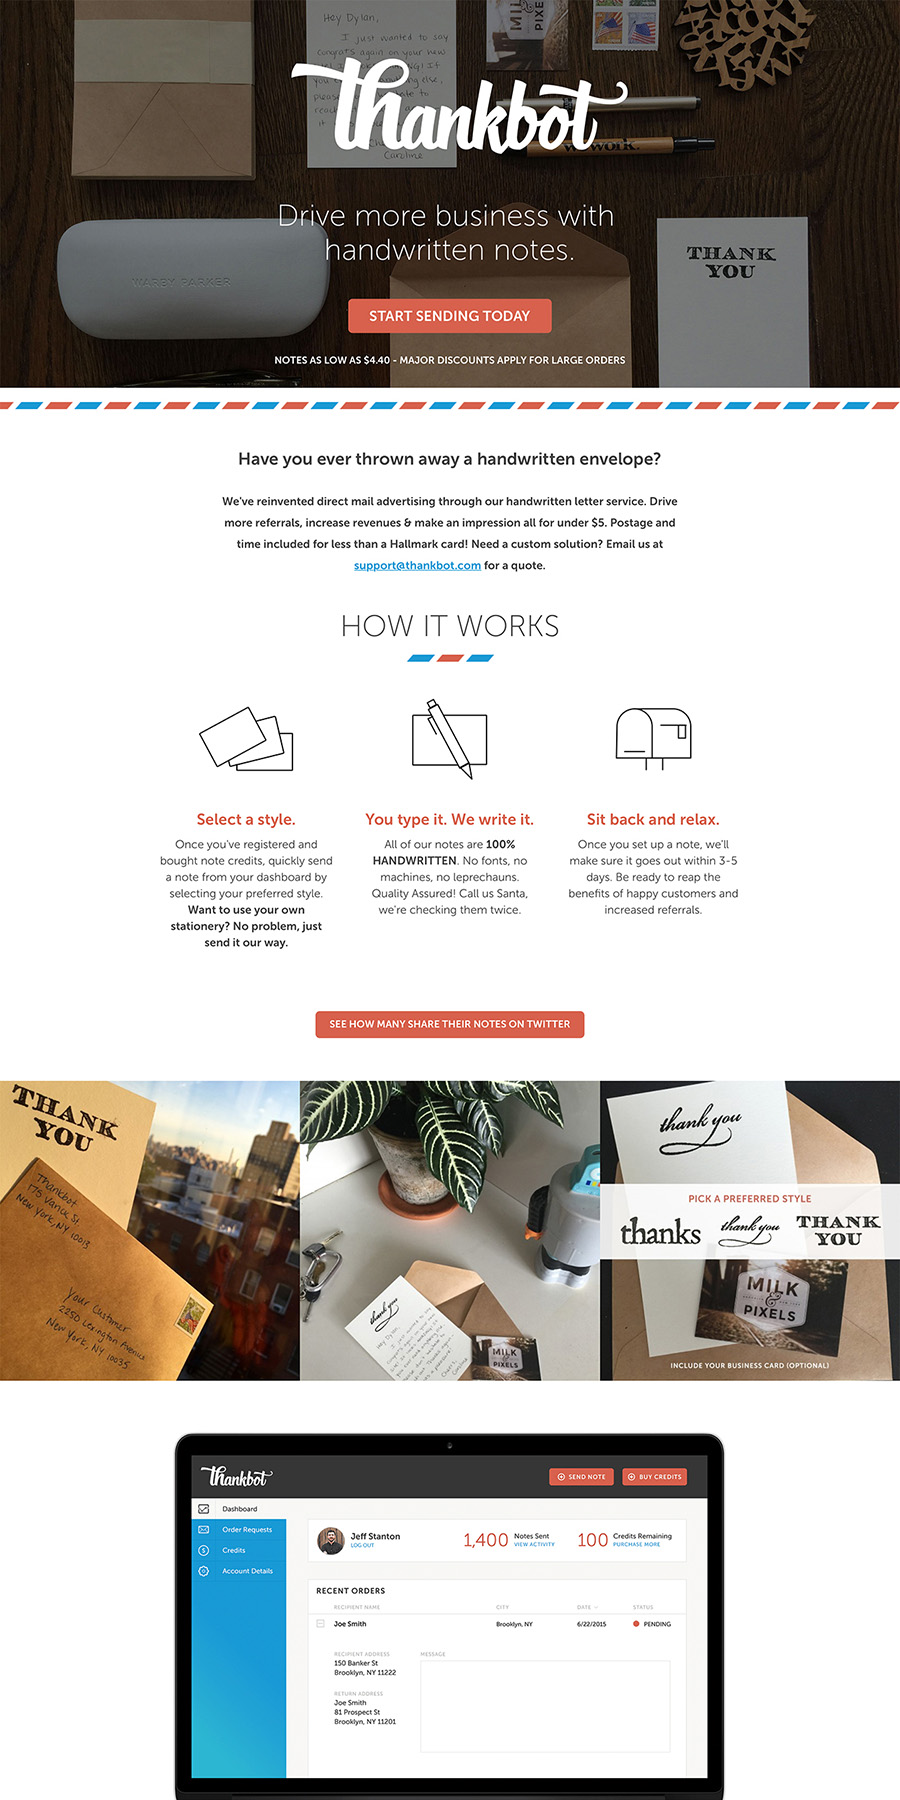 Hey Dylan,
I just wanted to say
congrats again on your new
MILK
& PIXELS
thankbot
Caroline
wework.
Drive more business with
handwritten notes.
WARBY PARKER
THANK
YOU
START SENDING TODAY
NOTES AS LOW AS $4.40 - MAJOR DISCOUNTS APPLY FOR LARGE ORDERS
Have you ever thrown away a handwritten envelope?
We've reinvented direct mail advertising through our handwritten letter service. Drive
more referrals, increase revenues & make an impression all for under $5. Postage and
time included for less than a Hallmark card! Need a custom solution? Email us at
support@thankbot.com for a quote.
HOW IT WORKS
Select a style.
Once you've registered and
bought note credits, quickly send
a note from your dashboard by
selecting your preferred style.
Want to use your own
stationery? No problem, just
send it our way.
You type it. We write it.
All of our notes are 100%
HANDWRITTEN. No fonts, no
machines, no leprechauns.
Quality Assured! Call us Santa,
we're checking them twice.
Sit back and relax.
Once you set up a note, we'll
make sure it goes out within 3-5
days. Be ready to reap the
benefits of happy customers and
increased referrals.
SEE HOW MANY SHARE THEIR NOTES ON TWITTER
THANK
YOU
Thankbot
175 Varick St.
New York, NY 10013
Your Customer
2250 Lexington Avenue
New York, NY 10035
thank you
Hey Dylan,
MILK
& PIXELS
thank you
PICK A PREFERRED STYLE
thanks
thank you
THANK
YOU
MILK
&
PIXELS
INCLUDE YOUR BUSINESS CARD (OPTIONAL)
thankbot
SEND NOTE
BUY CREDITS
Dashboard
Order Requests
Credits
Account Details
Jeff Stanton
LOG OUT
1,400 Notes Sent
VIEW ACTIVITY
100 Credits Remaining
PURCHASE MORE
RECENT ORDERS
RECIPIENT NAME CITY DATE STATUS
Joe Smith Brooklyn, NY 6/22/2015 PENDING
RECIPIENT ADDRESS
150 Banker St
Brooklyn, NY 11222
RETURN ADDRESS
Joe Smith
81 Prospect St
Brooklyn, NY 11201
MESSAGE